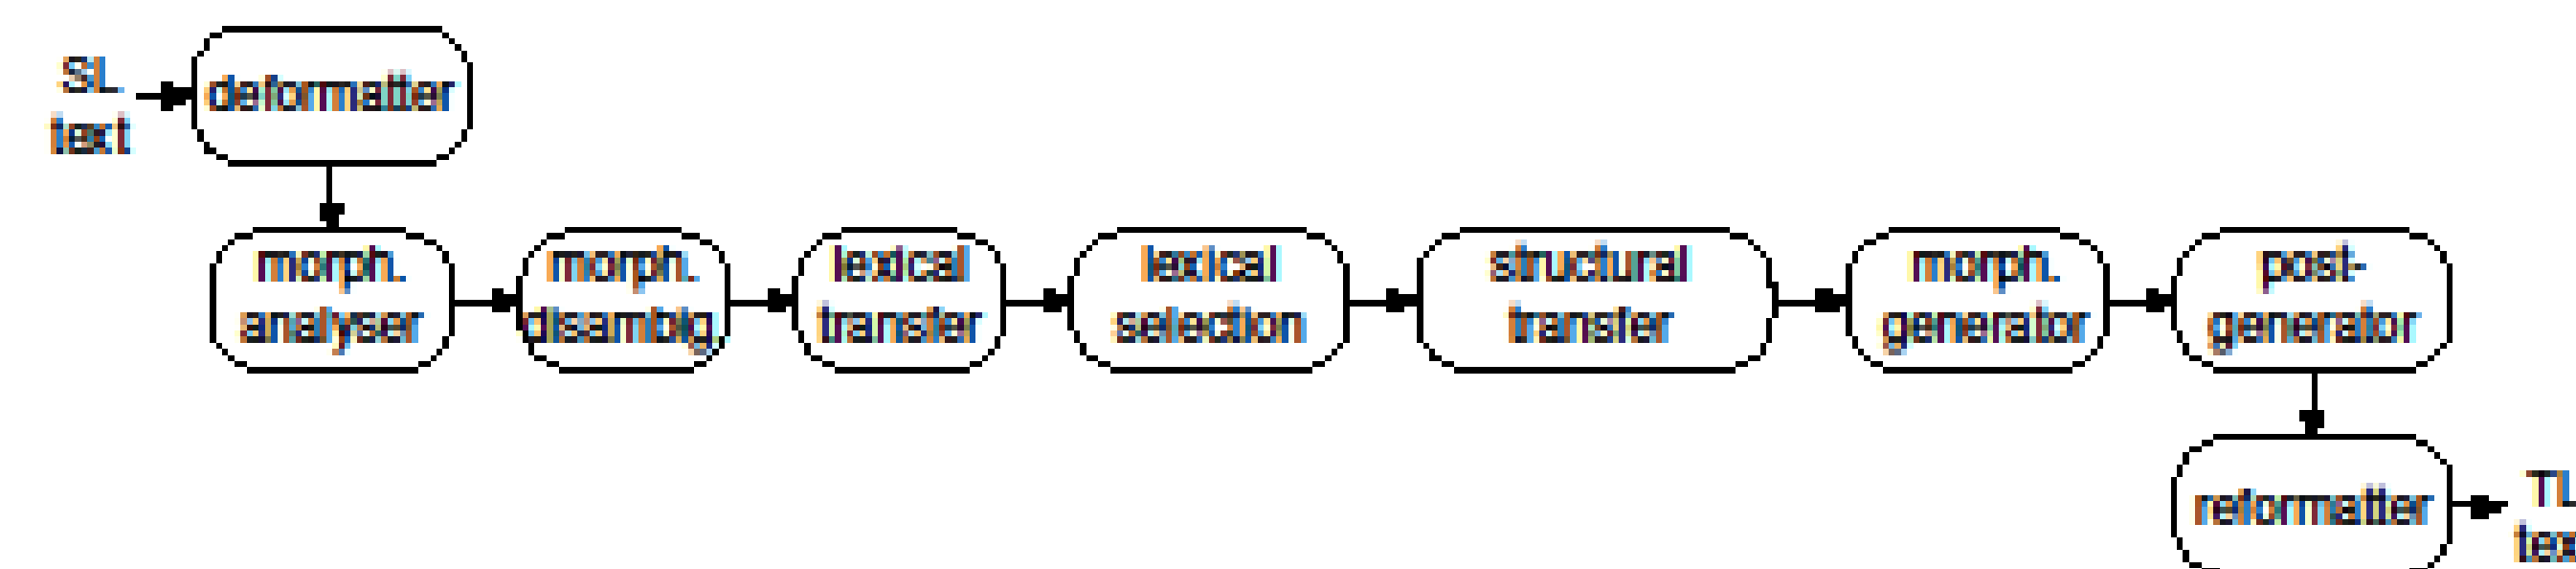 SL
text
deformatter
morph.
analyser
morph.
disambig.
lexical
transfer
lexical
selection
structural
transfer
morph.
generator
post-
generator
reformatter
TL